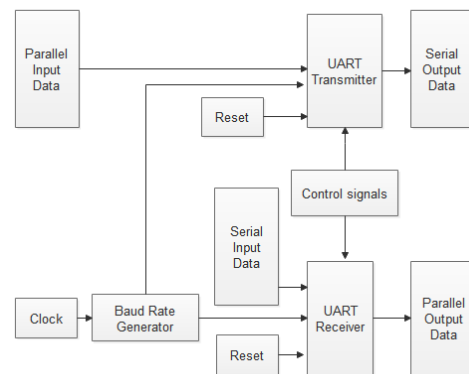 Parallel
Input
Data
UART
Transmitter
Serial
Output
Data
Reset
Control signals
Serial
Input
Data
Clock
Baud Rate
Generator
UART
Receiver
Parallel
Output
Data
Reset